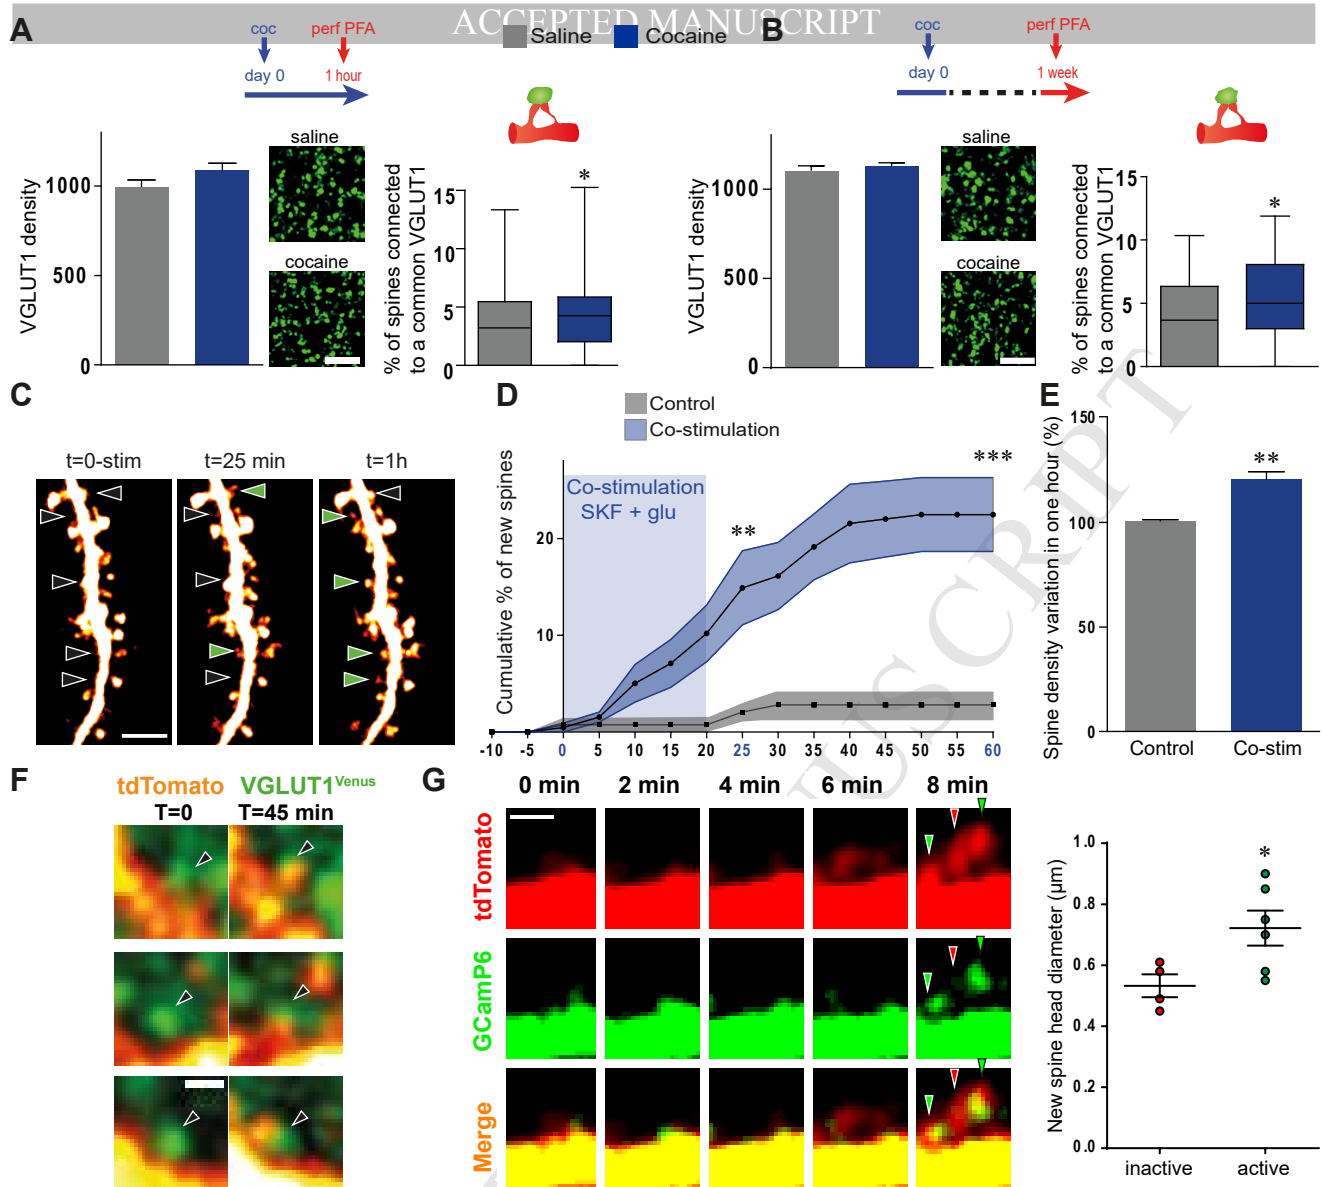 ACCEPTED MANUSCRIPT
A
coc
perf PFA
day 0
1 hour
Saline
Cocaine
B
coc
perf PFA
day 0
1 week
VGLUT1 density
1000
500
0
saline
cocaine
% of spines connected
to a common VGLUT1
15
10
5
0
*
VGLUT1 density
1000
500
0
saline
cocaine
% of spines connected
to a common VGLUT1
15
10
5
0
*
C
t=0-stim
t=25 min
t=1h
D
Control
Co-stimulation
Cumulative % of new spines
20
10
Co-stimulation
SKF + glu
**
***
-10 -5 0 5 10 15 20 25 30 35 40 45 50 55 60
E
Spine density variation in one hour (%)
150
100
50
0
**
Control
Co-stim
MANUSCRIPT
F
tdTomato
VGLUT1Venus
T=0
T=45 min
G
0 min
2 min
4 min
6 min
8 min
tdTomato
GCamP6
Merge
New spine head diameter (µm)
1.0
0.8
0.6
0.4
0.2
0.0
*
inactive
active